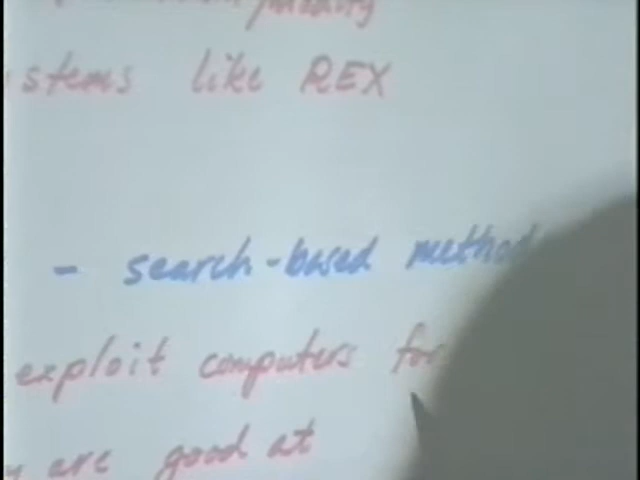 stems like REX
- search-based method
exploit computers for
are good at